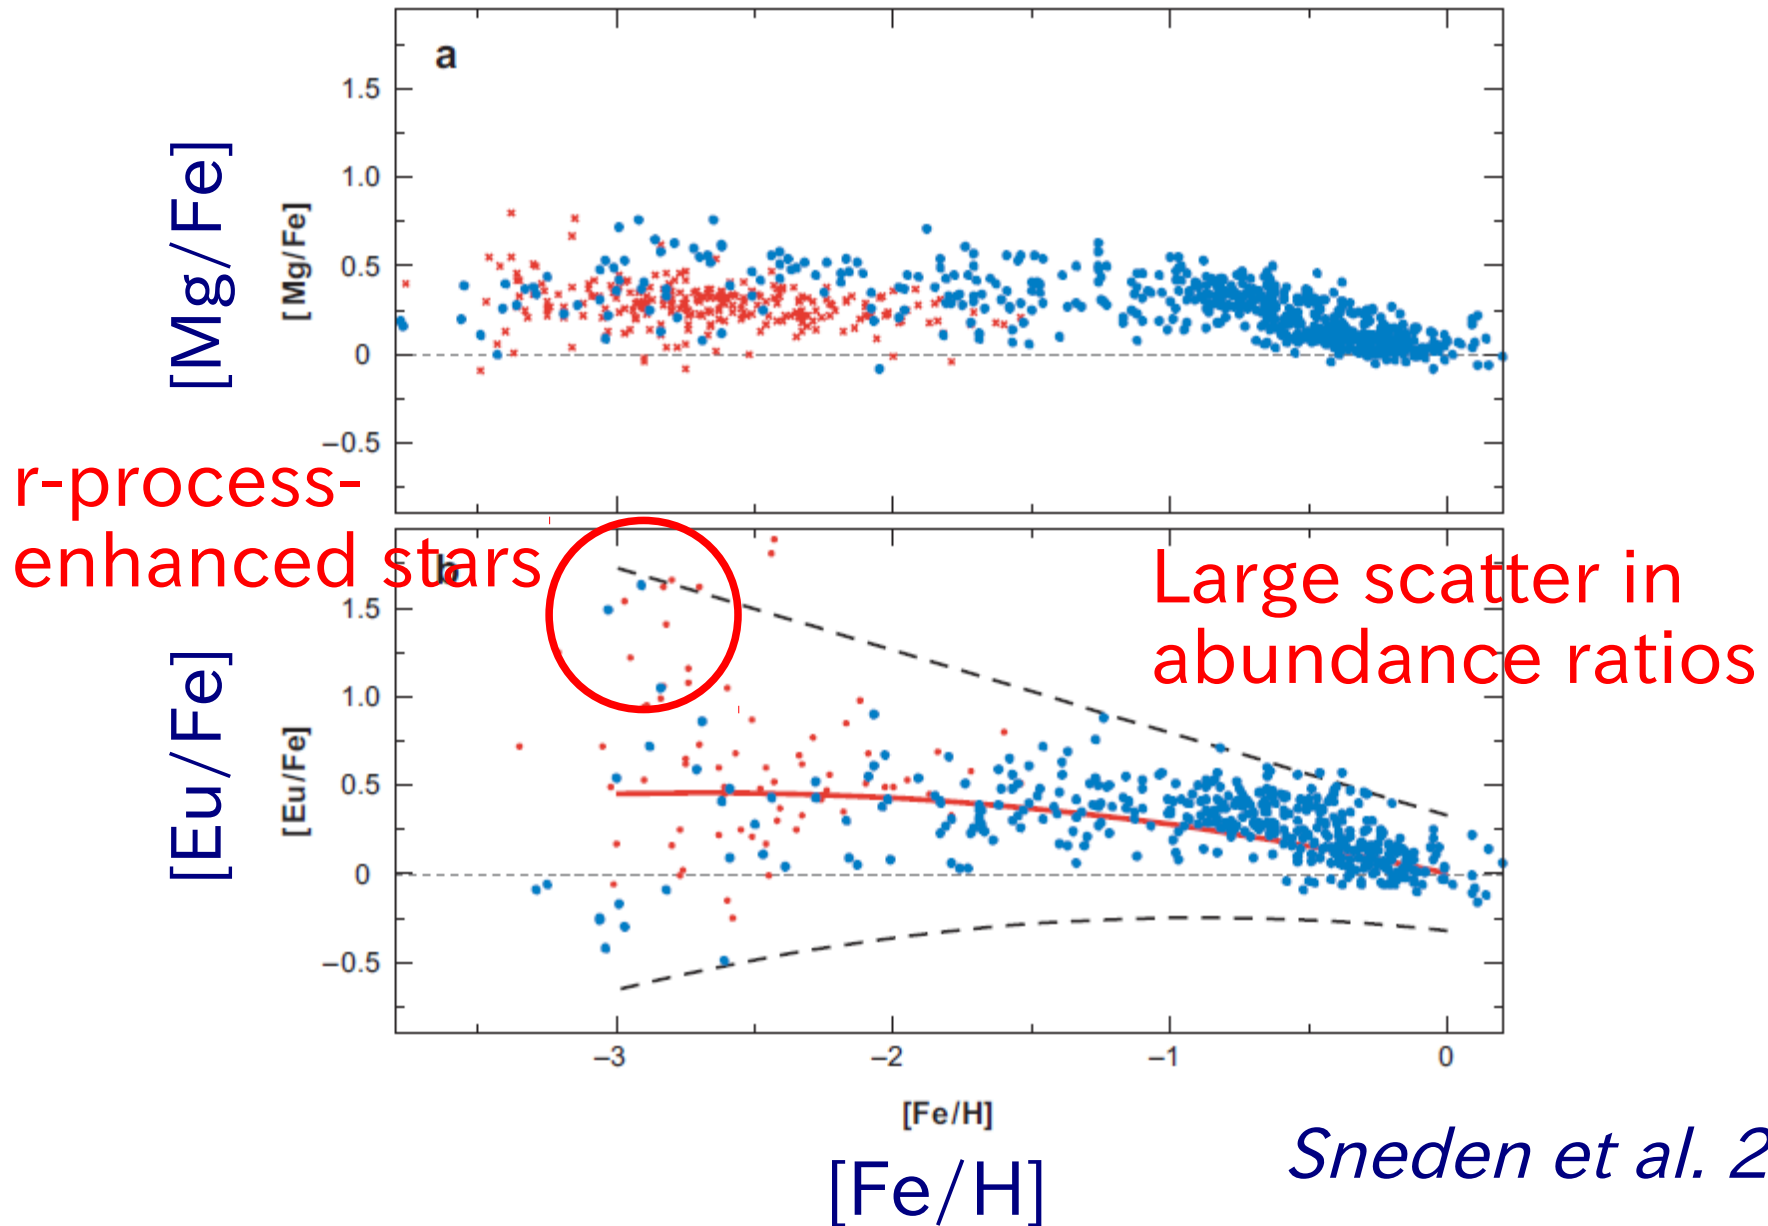 a
1.5
1.0
0.5
0
−0.5
[Mg/Fe]
[Mg/Fe]
r-process-
enhanced stars
b
Large scatter in
abundance ratios
1.5
1.0
0.5
0
−0.5
[Eu/Fe]
[Eu/Fe]
−3 −2 −1 0
[Fe/H]
[Fe/H]
Sneden et al. 2